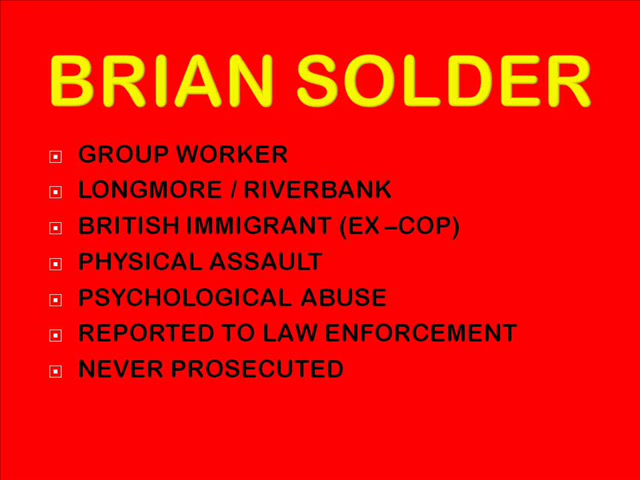 BRIAN SOLDER
GROUP WORKER
LONGMORE / RIVERBANK
BRITISH IMMIGRANT (EX –COP)
PHYSICAL ASSAULT
PSYCHOLOGICAL ABUSE
REPORTED TO LAW ENFORCEMENT
NEVER PROSECUTED